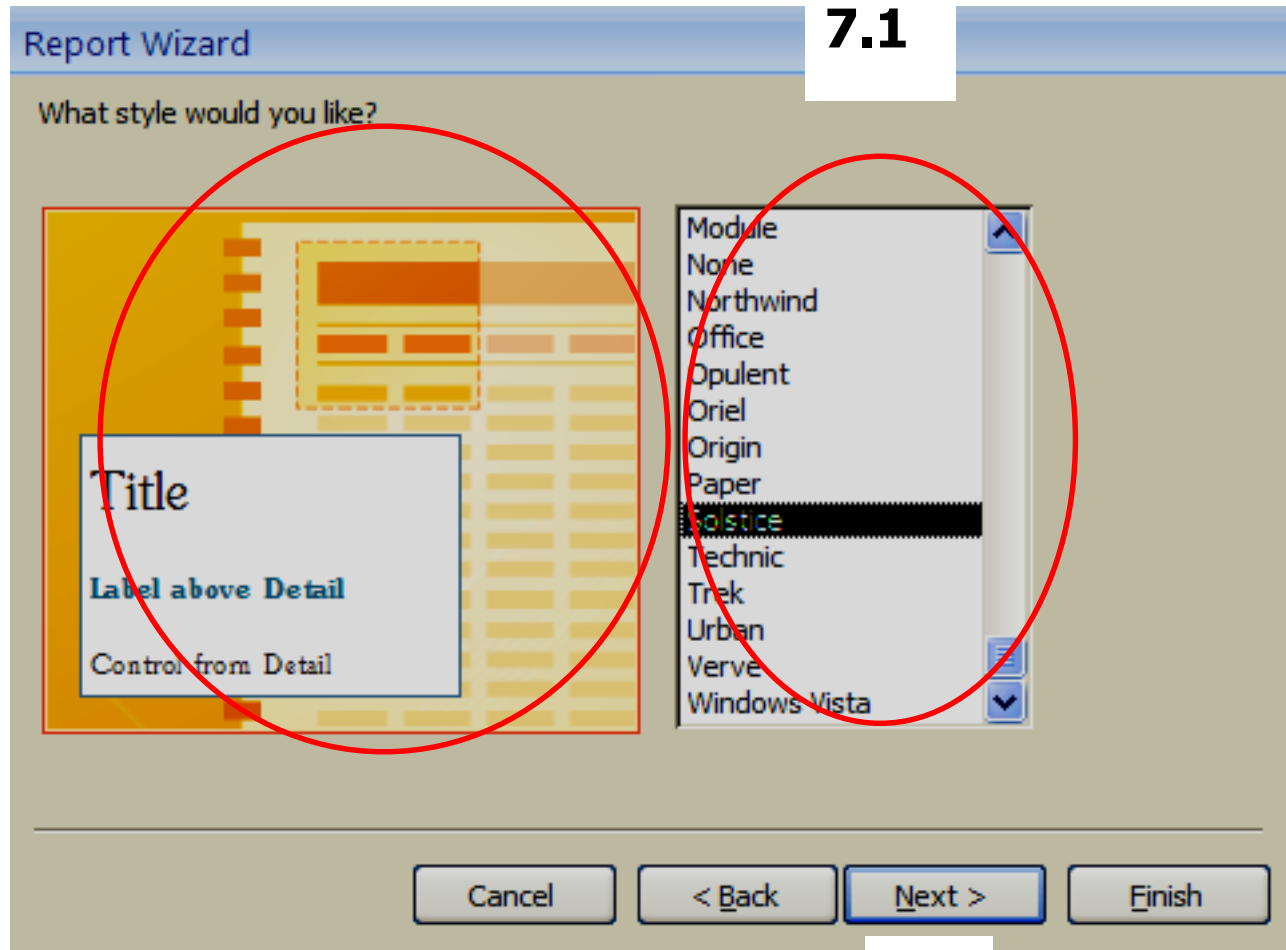 7.1
Report Wizard
What style would you like?
Title
Label above Detail
Control from Detail
Module
None
Northwind
Office
Opulent
Oriel
Origin
Paper
Solstice
Technic
Trek
Urban
Verve
Windows Vista
Cancel
< Back
Next >
Finish